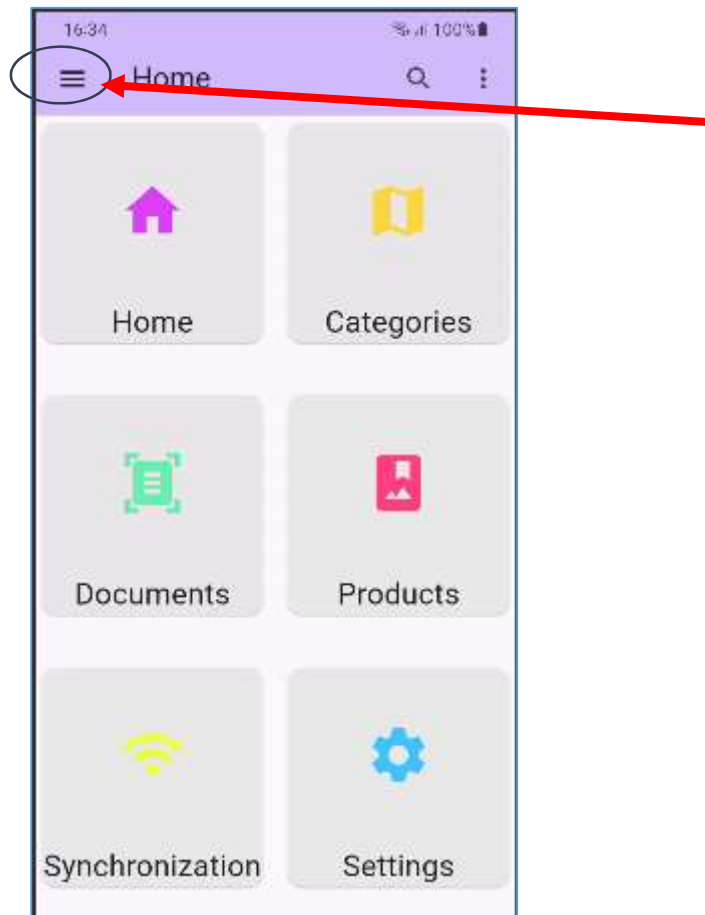 16:34 100%
Home
Home Categories
Documents Products
Synchronization Settings